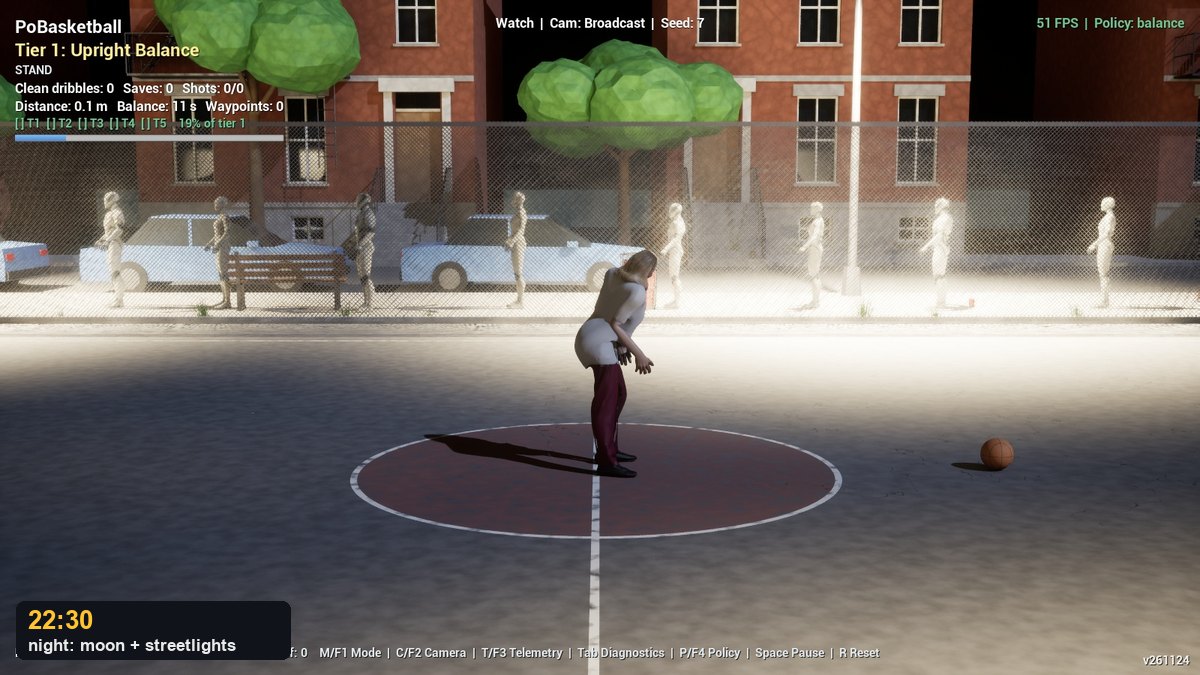 PoBasketball
Tier 1: Upright Balance
STAND
Clean dribbles: 0 Saves: 0 Shots: 0/0
Distance: 0.1 m Balance: 11 s Waypoints: 0
[ ] T1 [ ] T2 [ ] T3 [ ] T4 [ ] T5 19% of tier 1
Watch | Cam: Broadcast | Seed: 7
51 FPS | Policy: balance
22:30
night: moon + streetlights
f: 0 M/F1 Mode | C/F2 Camera | T/F3 Telemetry | Tab Diagnostics | P/F4 Policy | Space Pause | R Reset
v261124